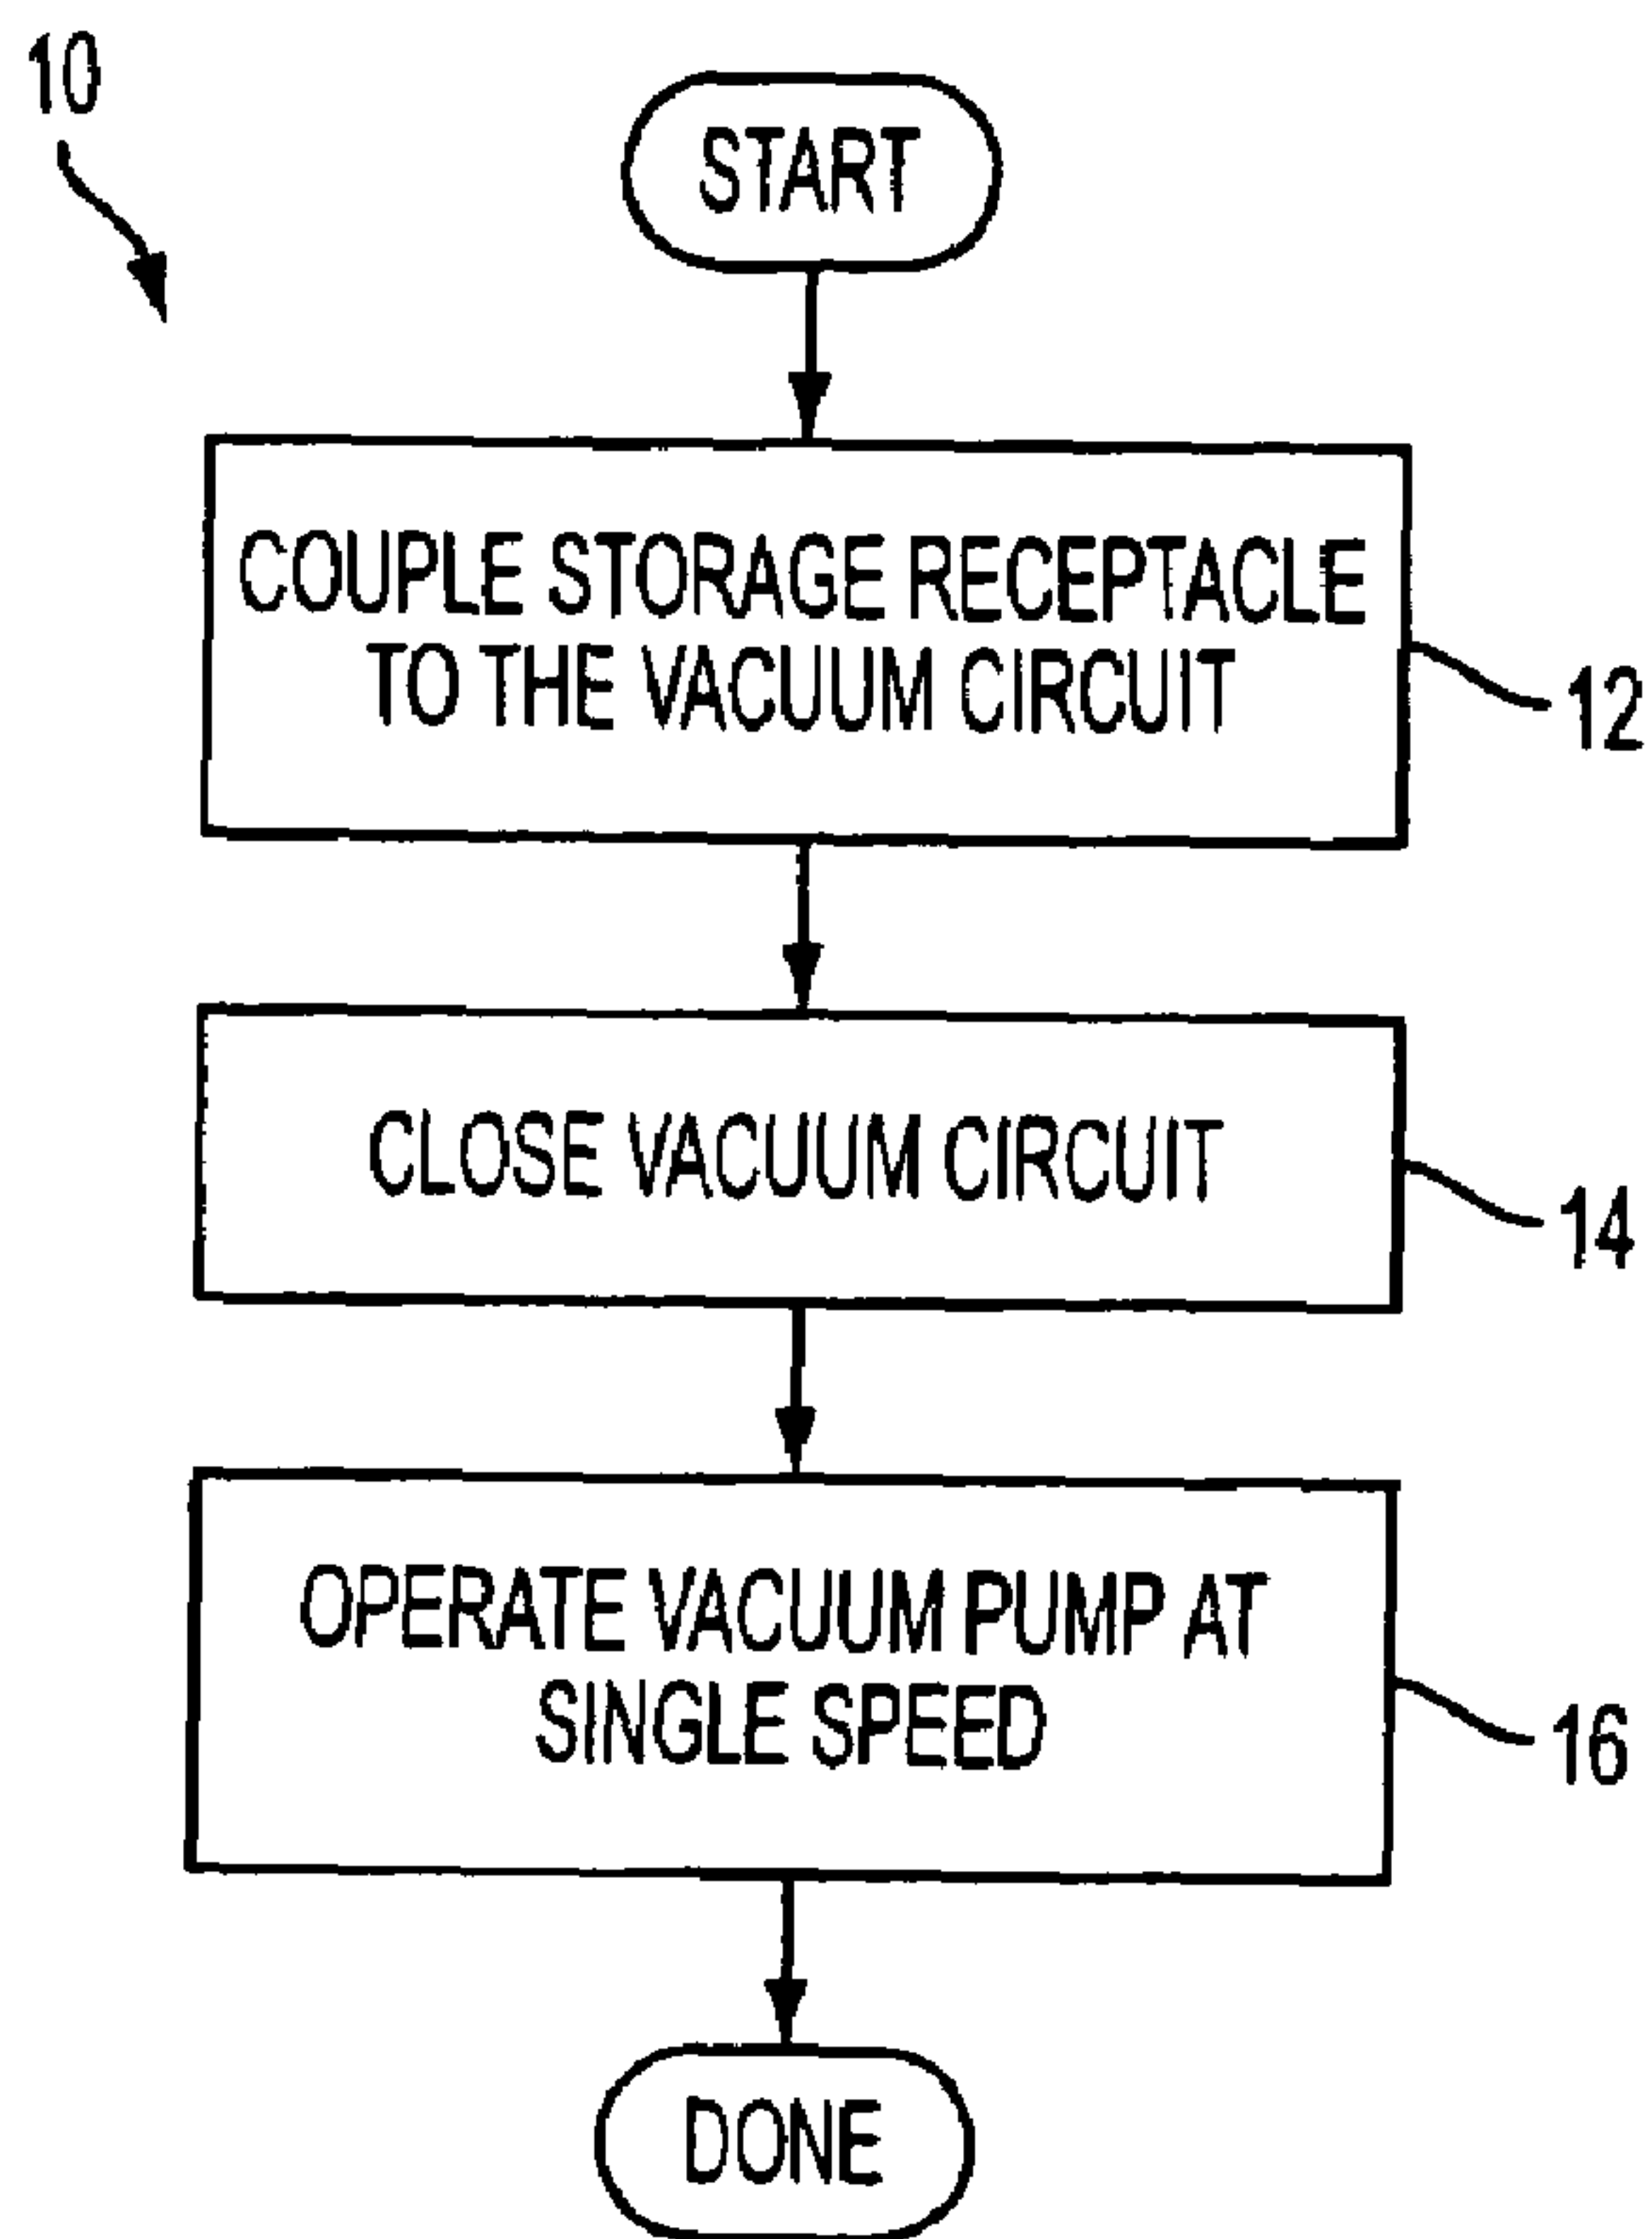 10
START
COUPLE STORAGE RECEPTACLE
TO THE VACUUM CIRCUIT
12
CLOSE VACUUM CIRCUIT
14
OPERATE VACUUM PUMP AT
SINGLE SPEED
16
DONE